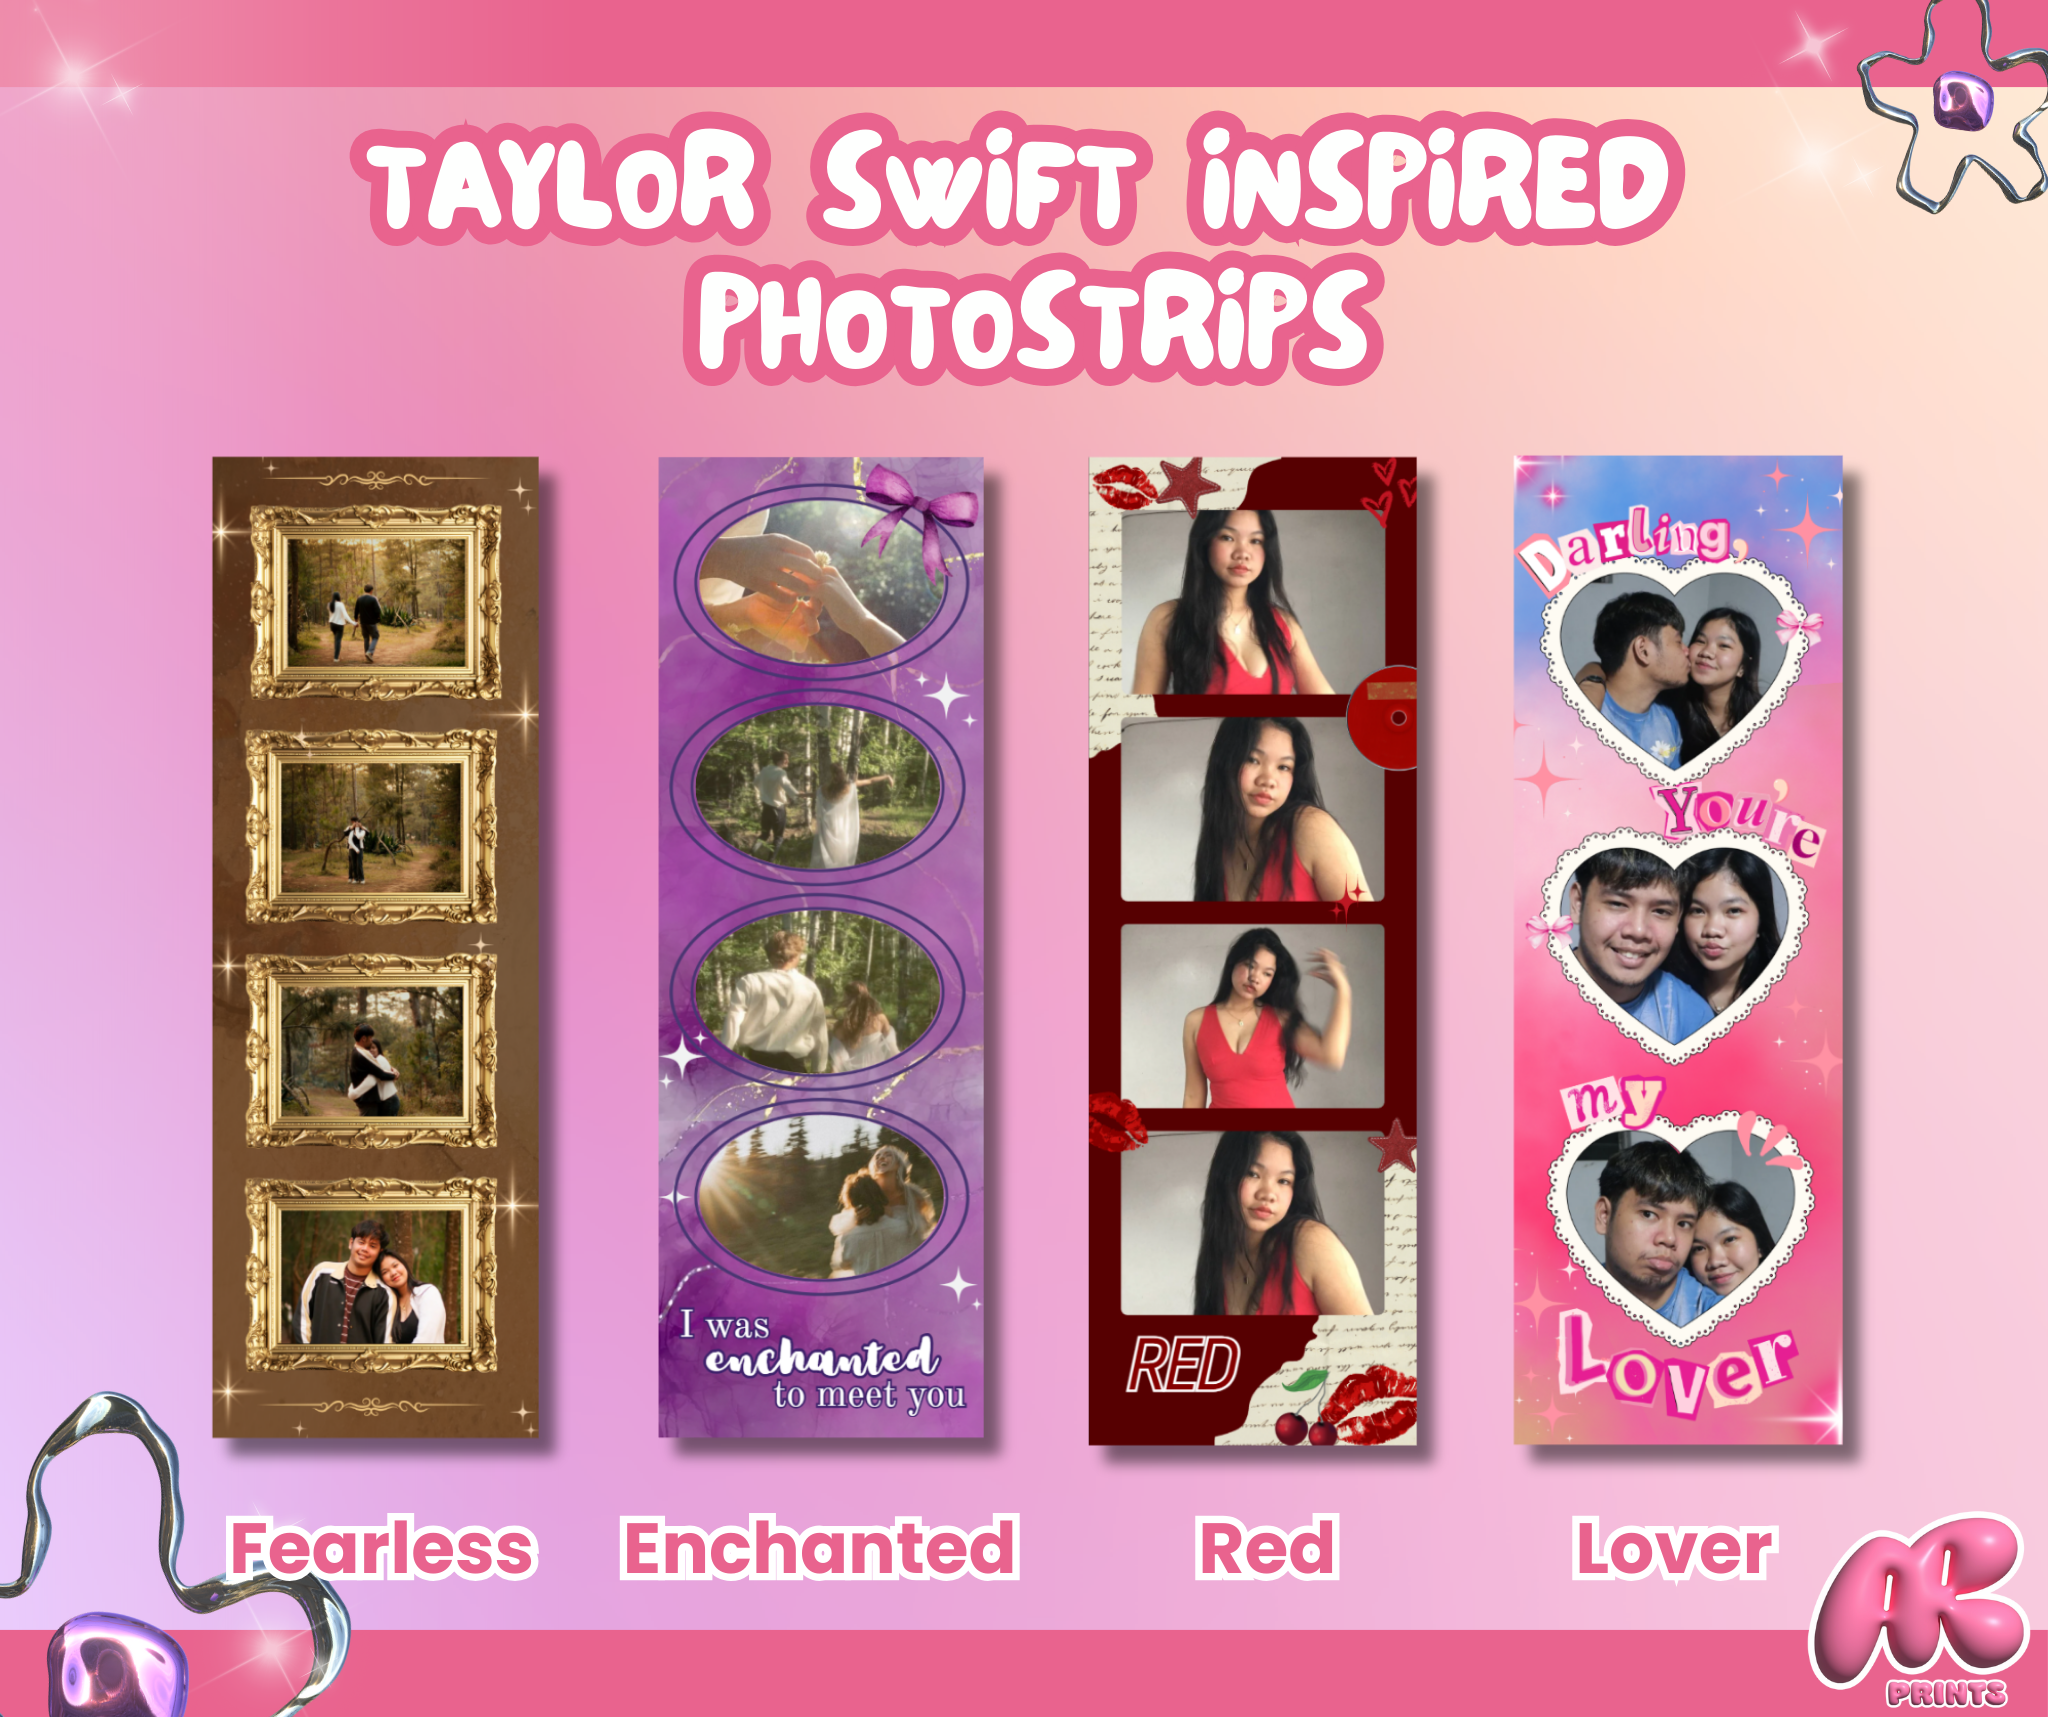 TAYLOR SWiFT iNSPiRED
PHOTOSTRiPS
I was
enchanted
to meet you
RED
Darling,
You're
my
Lover
Fearless
Enchanted
Red
Lover
AR
PRINTS